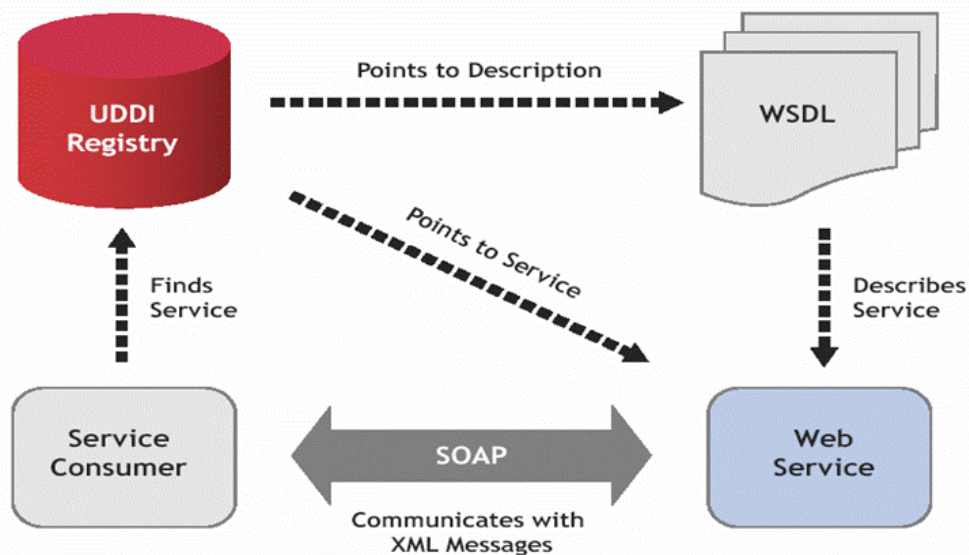 UDDI
Registry
Points to Description
WSDL
Points to Service
Finds
Service
Describes
Service
Service
Consumer
SOAP
Web
Service
Communicates with
XML Messages